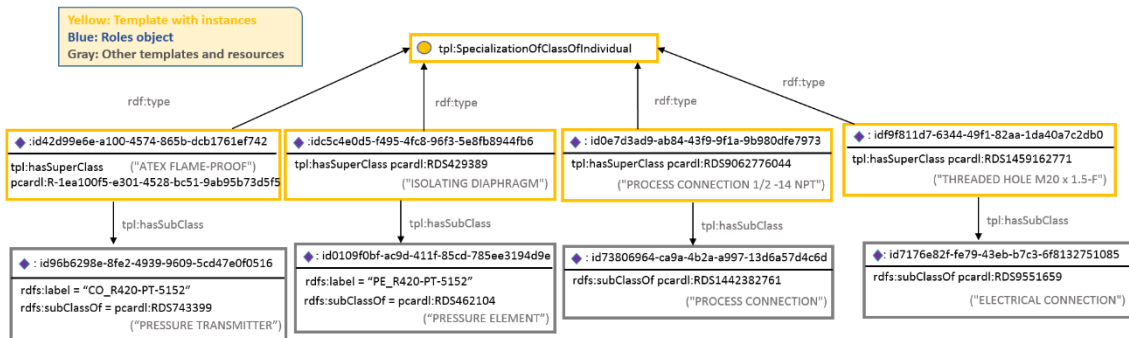 Yellow: Template with instances
Blue: Roles object
Gray: Other templates and resources
tpl:SpecializationOfClassOfIndividual
rdf:type
rdf:type
rdf:type
rdf:type
:id42d99e6e-a100-4574-865b-dcb1761ef742
tpl:hasSuperClass ("ATEX FLAME-PROOF")
pcardl:R-1ea100f5-e301-4528-bc51-9ab95b73d5f5
:idc5c4e0d5-f495-4fc8-96f3-5e8fb8944fb6
tpl:hasSuperClass pcardl:RDS429389
("ISOLATING DIAPHRAGM")
:id0e7d3ad9-ab84-43f9-9f1a-9b980dfe7973
tpl:hasSuperClass pcardl:RDS9062776044
("PROCESS CONNECTION 1/2 -14 NPT")
:idf9f811d7-6344-49f1-82aa-1da40a7c2db0
tpl:hasSuperClass pcardl:RDS1459162771
("THREADED HOLE M20 x 1.5-F")
tpl:hasSubClass
tpl:hasSubClass
tpl:hasSubClass
tpl:hasSubClass
: id96b6298e-8fe2-4939-9609-5cd47e0f0516
rdfs:label = “CO_R420-PT-5152”
rdfs:subClassOf = pcardl:RDS743399
(“PRESSURE TRANSMITTER”)
: id0109f0bf-ac9d-411f-85cd-785ee3194d9e
rdfs:label = “PE_R420-PT-5152”
rdfs:subClassOf = pcardl:RDS462104
(“PRESSURE ELEMENT”)
: id73806964-ca9a-4b2a-a997-13d6a57d4c6d
rdfs:subClassOf = pcardl:RDS1442382761
("PROCESS CONNECTION")
: id7176e82f-fe79-43eb-b7c3-6f8132751085
rdfs:subClassOf = pcardl:RDS9551659
("ELECTRICAL CONNECTION")